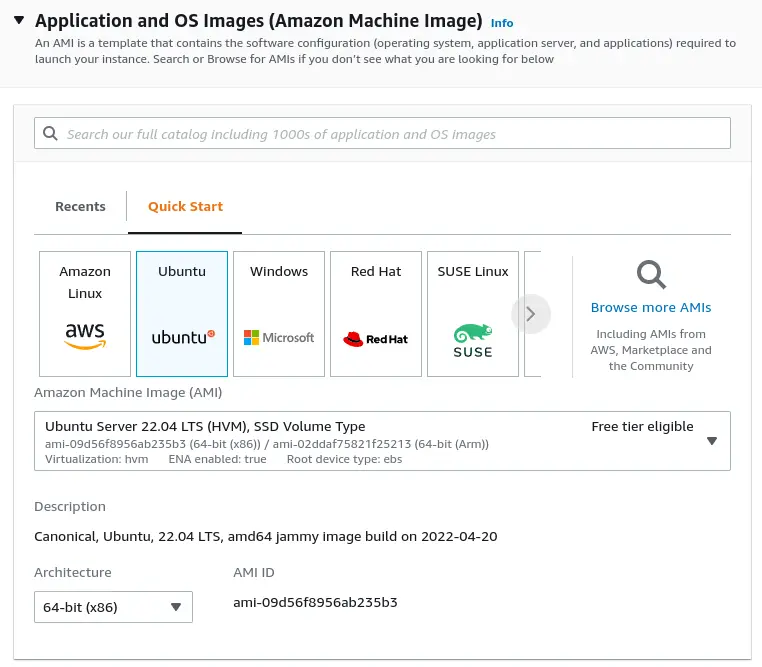 Application and OS Images (Amazon Machine Image) Info
An AMI is a template that contains the software configuration (operating system, application server, and applications) required to
launch your instance. Search or Browse for AMIs if you don't see what you are looking for below
Search our full catalog including 1000s of application and OS images
Recents
Quick Start
Amazon
Linux
aws
Ubuntu
ubuntu
Windows
Microsoft
Red Hat
Red Hat
SUSE Linux
SUSE
Browse more AMIs
Including AMIs from
AWS, Marketplace and
the Community
Amazon Machine Image (AMI)
Ubuntu Server 22.04 LTS (HVM), SSD Volume Type
Free tier eligible
ami-09d56f8956ab235b3 (64-bit (x86)) / ami-02ddaf75821f25213 (64-bit (Arm))
Virtualization: hvm ENA enabled: true Root device type: ebs
Description
Canonical, Ubuntu, 22.04 LTS, amd64 jammy image build on 2022-04-20
Architecture
AMI ID
64-bit (x86)
ami-09d56f8956ab235b3